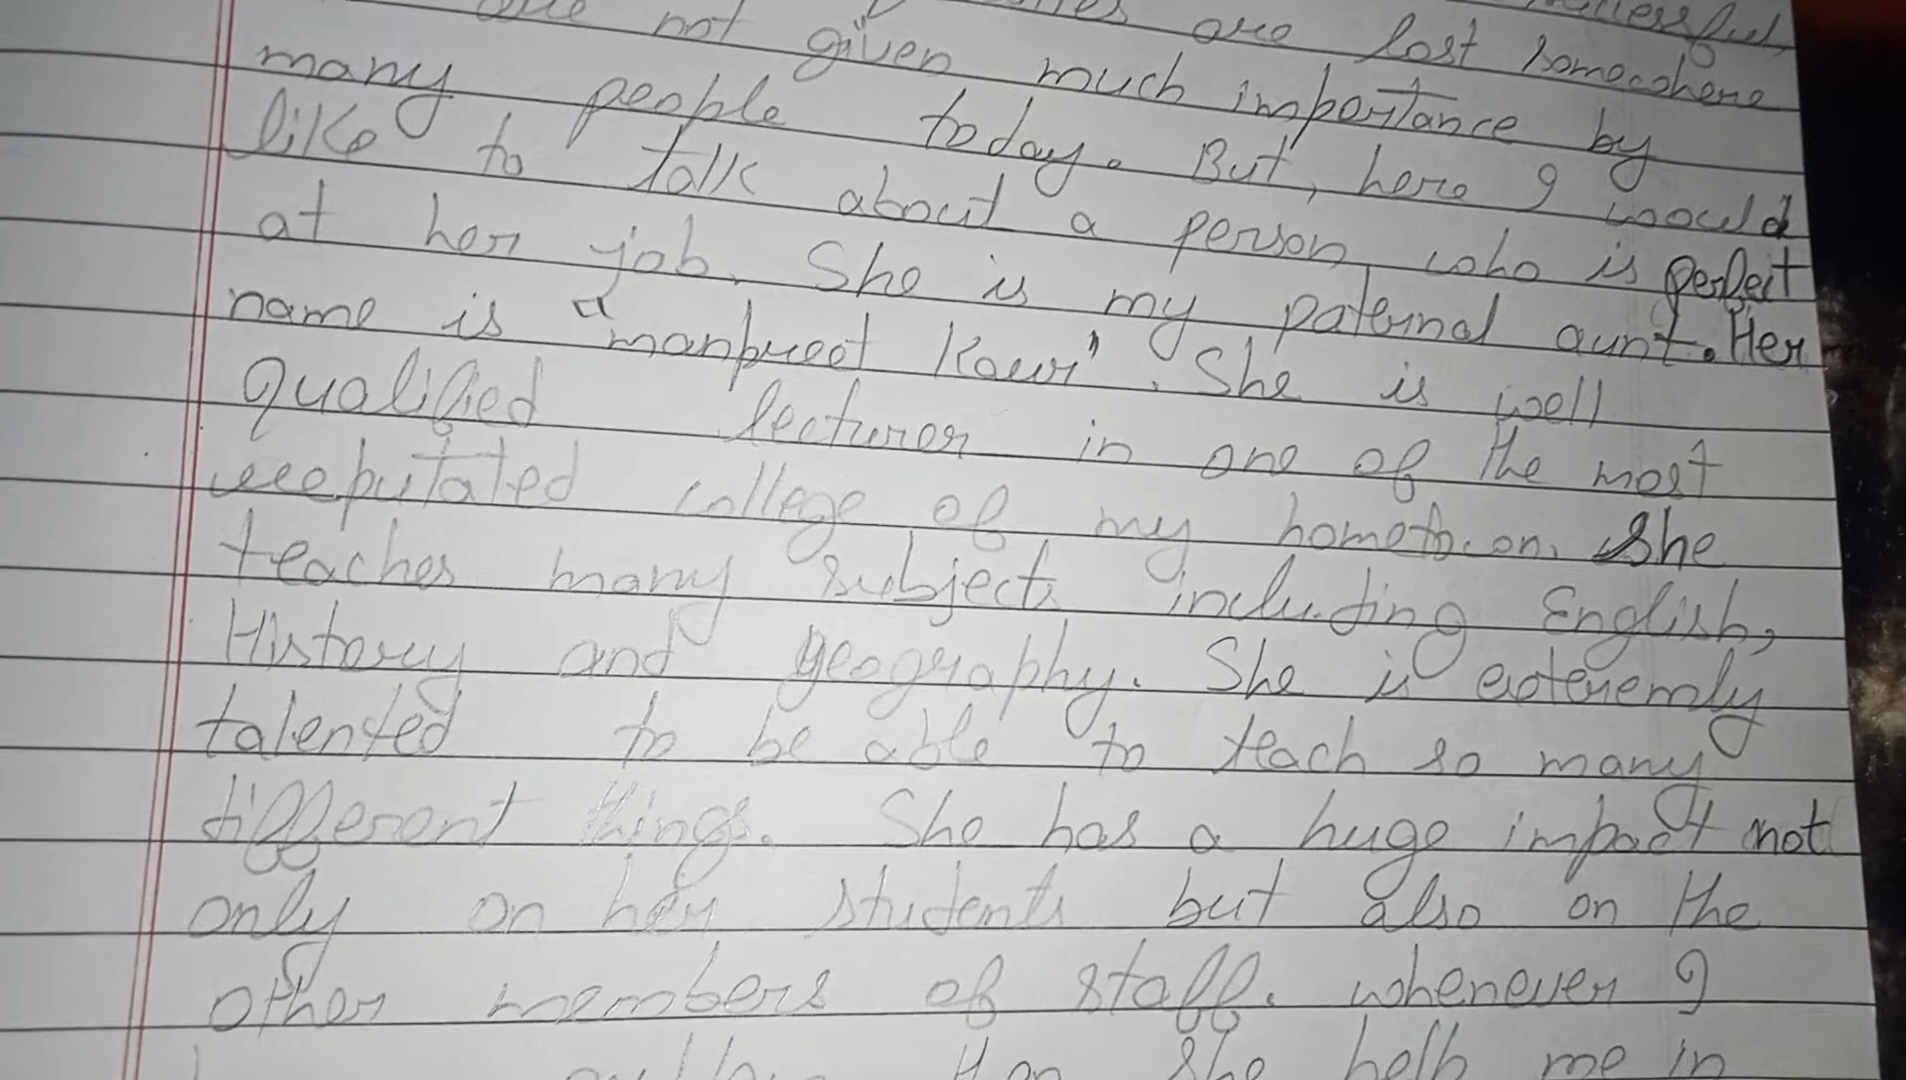 are lost somewhere
not given much importance by
many people today. But, here I would
like to talk about a person, who is perfect
at her job. She is my paternal aunt. Her
name is "manpreet Kaur". She is well
qualified lecturer in one of the most
reeputated college of my hometown. She
teaches many subjects including English,
History and geography. She is exteremly
talented to be able to teach so many
different things. She has a huge impact not
only on her students but also on the
other members of staff. whenever I
she help me in